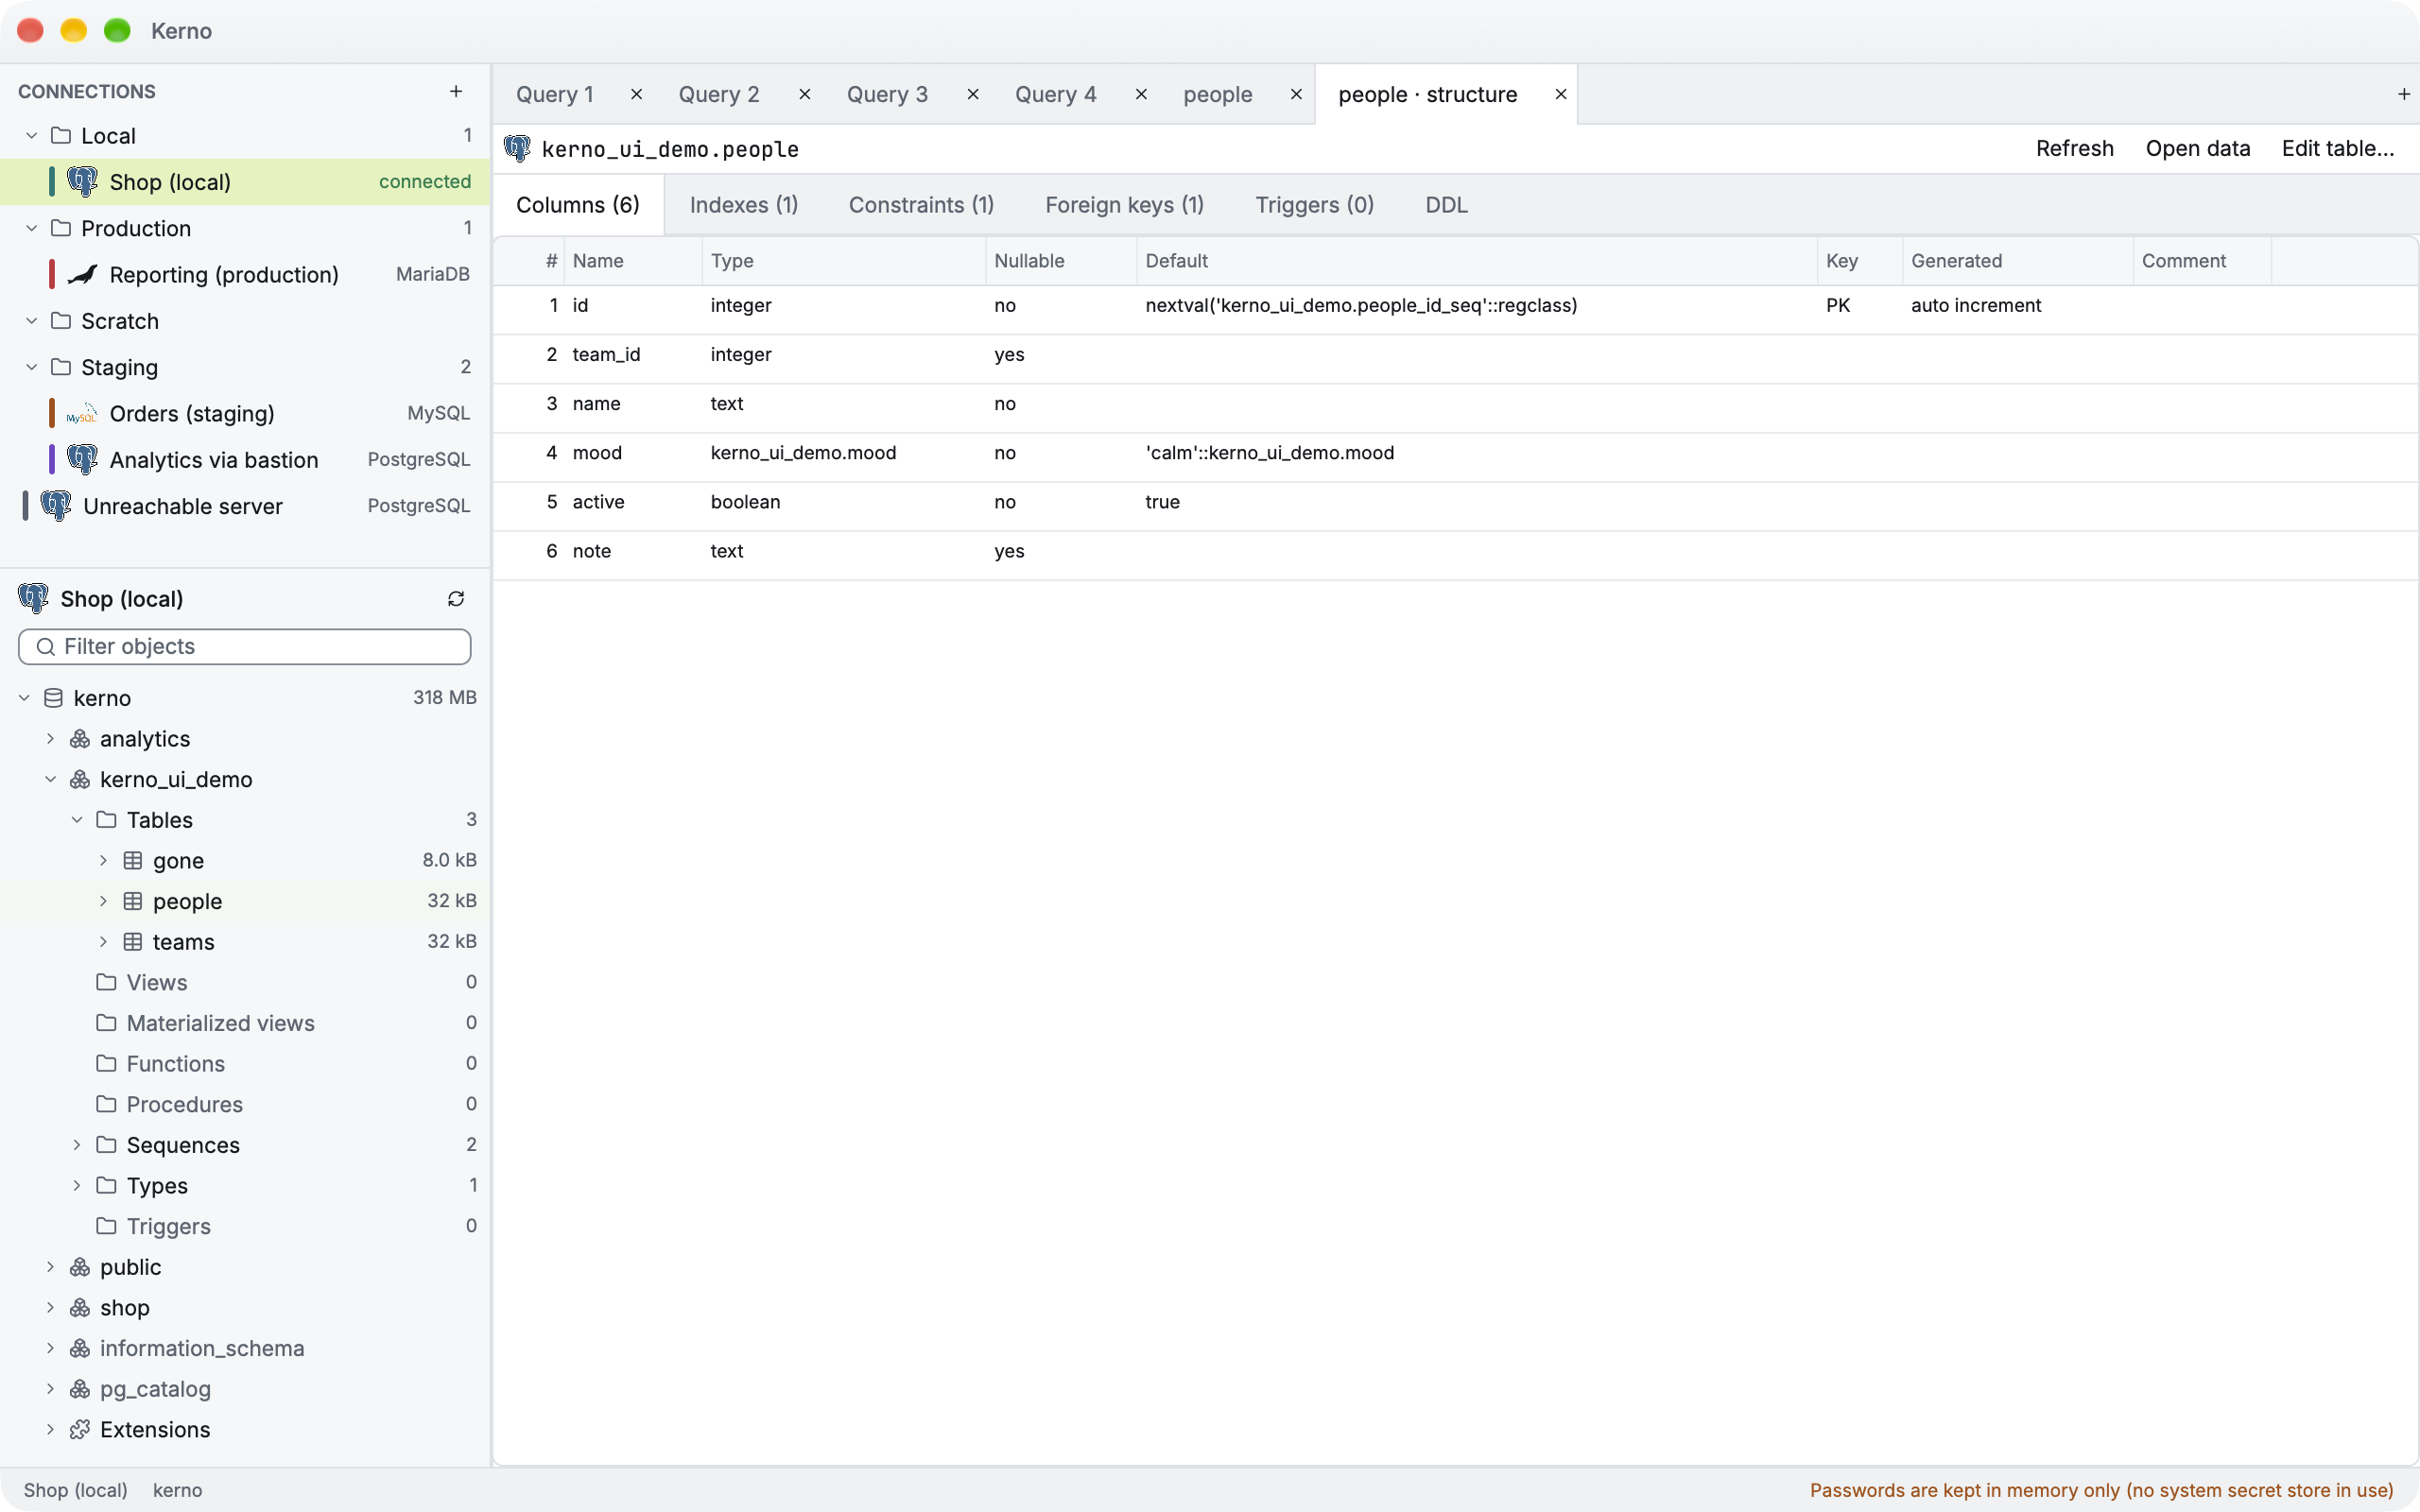 Kerno
CONNECTIONS
Local 1
Shop (local) connected
Production 1
Reporting (production) MariaDB
Scratch
Staging 2
MySQL Orders (staging) MySQL
Analytics via bastion PostgreSQL
Unreachable server PostgreSQL
Shop (local)
Filter objects
kerno 318 MB
analytics
kerno_ui_demo
Tables 3
gone 8.0 kB
people 32 kB
teams 32 kB
Views 0
Materialized views 0
Functions 0
Procedures 0
Sequences 2
Types 1
Triggers 0
public
shop
information_schema
pg_catalog
Extensions
Query 1 Query 2 Query 3 Query 4 people people · structure
kerno_ui_demo.people Refresh Open data Edit table...
Columns (6) Indexes (1) Constraints (1) Foreign keys (1) Triggers (0) DDL
# Name Type Nullable Default Key Generated Comment
1 id integer no nextval('kerno_ui_demo.people_id_seq'::regclass) PK auto increment
2 team_id integer yes
3 name text no
4 mood kerno_ui_demo.mood no 'calm'::kerno_ui_demo.mood
5 active boolean no true
6 note text yes
Shop (local) kerno Passwords are kept in memory only (no system secret store in use)